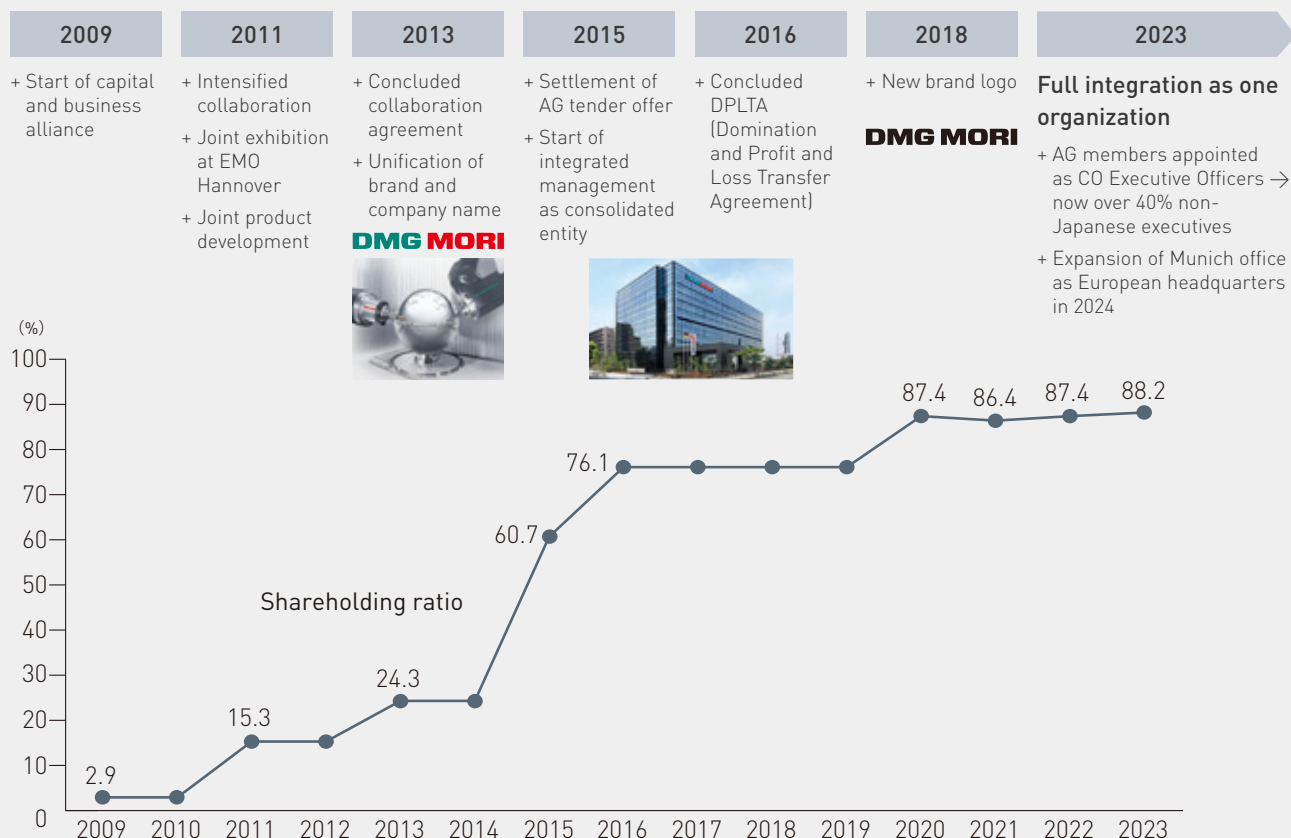 2009
+ Start of capital
and business
alliance
2011
+ Intensified
collaboration
+ Joint exhibition
at EMO
Hannover
+ Joint product
development
2013
+ Concluded
collaboration
agreement
+ Unification of
brand and
company name
DMG MORI
2015
+ Settlement of
AG tender offer
+ Start of
integrated
management
as consolidated
entity
2016
+ Concluded
DPLTA
(Domination
and Profit and
Loss Transfer
Agreement)
2018
+ New brand logo
DMG MORI
2023
Full integration as one
organization
+ AG members appointed
as CO Executive Officers →
now over 40% non-
Japanese executives
+ Expansion of Munich office
as European headquarters
in 2024
(%)
100
90
80
70
60
50
40
30
20
10
0
Shareholding ratio
2.9
15.3
24.3
60.7
76.1
87.4
86.4
87.4
88.2
2009 2010 2011 2012 2013 2014 2015 2016 2017 2018 2019 2020 2021 2022 2023